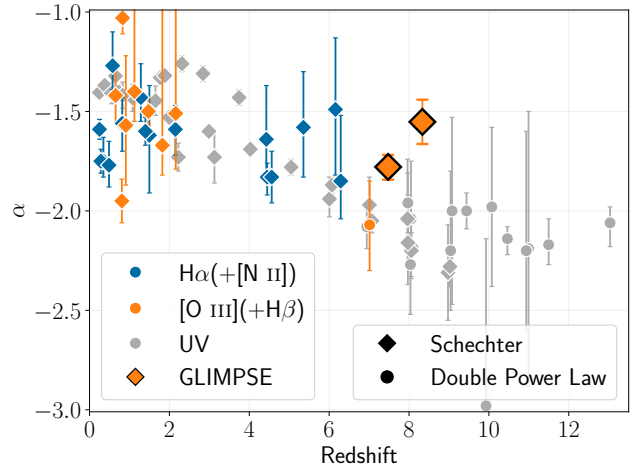 −1.0
−1.5
−2.0
−2.5
−3.0
α
Hα(+[N II])
[O III](+Hβ)
UV
GLIMPSE
Schechter
Double Power Law
0 2 4 6 8 10 12
Redshift